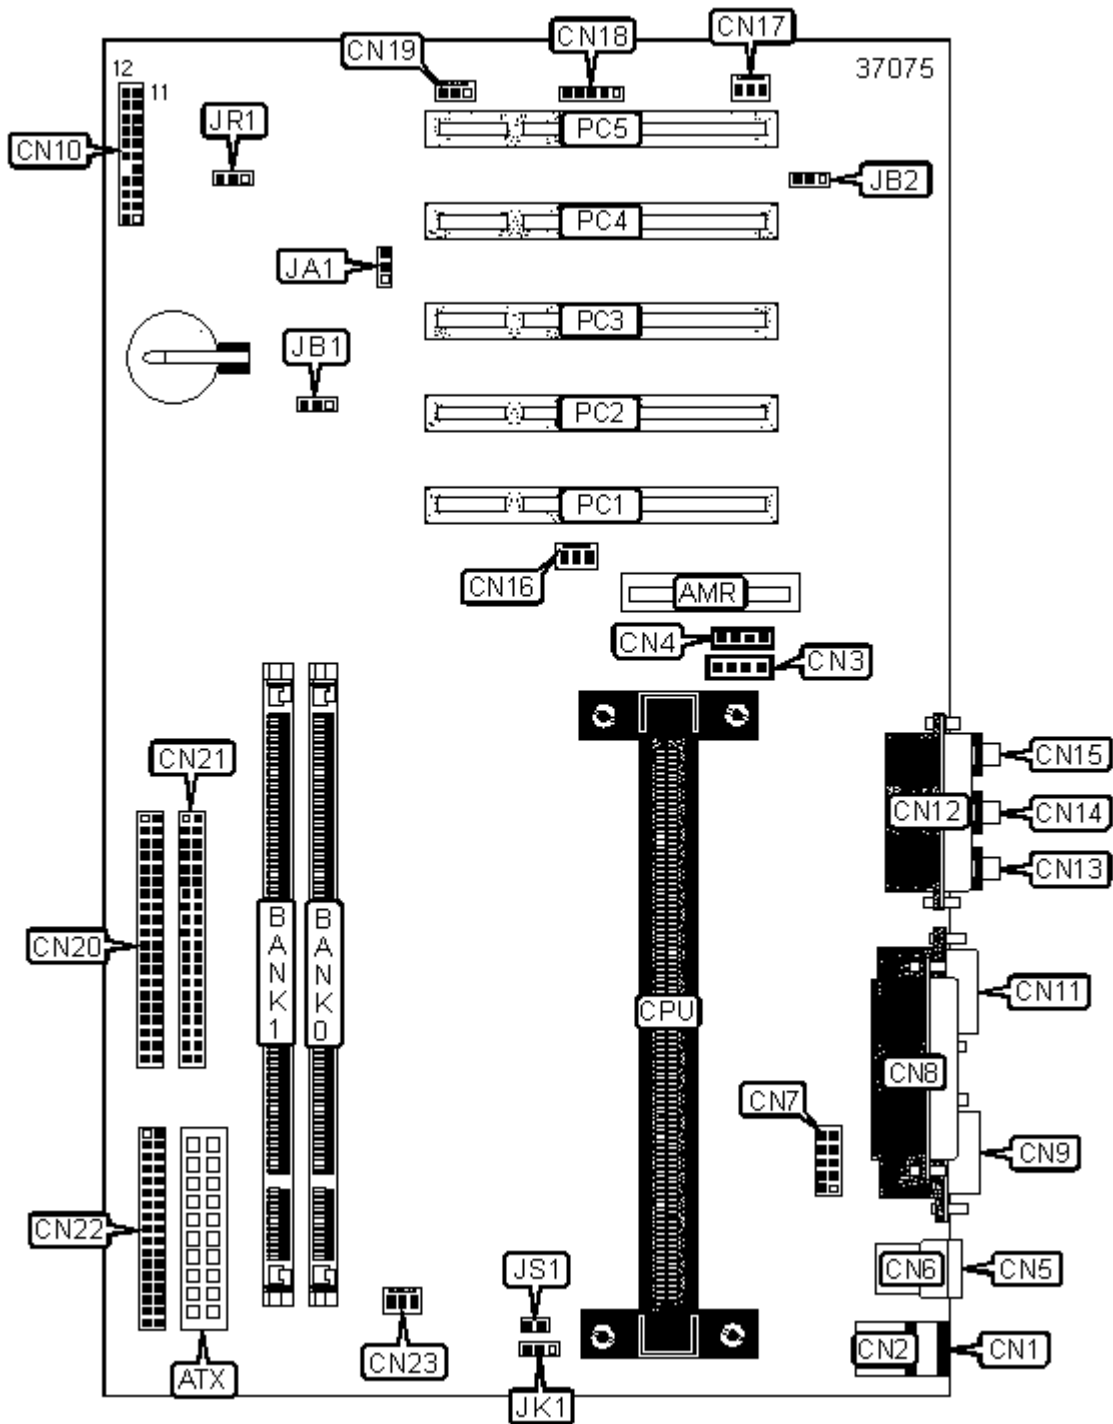 CN17
CN18
CN19
37075
12
11
JR1
PC5
CN10
JB2
PC4
JA1
PC3
JB1
PC2
PC1
CN16
AMR
CN4
CN3
CN21
CN15
CN12
CN14
CN13
CN20
BANK1
BANK0
CN11
CPU
CN8
CN7
CN9
CN22
JS1
CN6
CN5
CN23
CN2
CN1
ATX
JK1